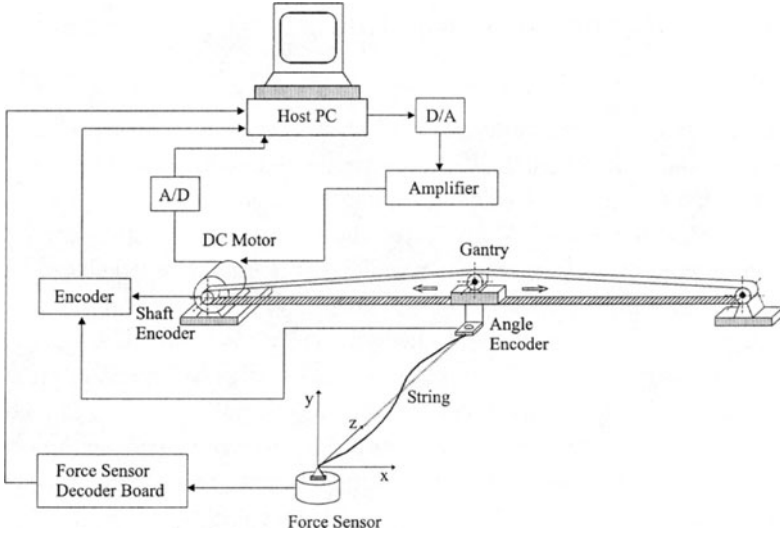 Host PC
D/A
A/D
Amplifier
DC Motor
Gantry
Encoder
Shaft
Encoder
Angle
Encoder
String
y
z
x
Force Sensor
Decoder Board
Force Sensor